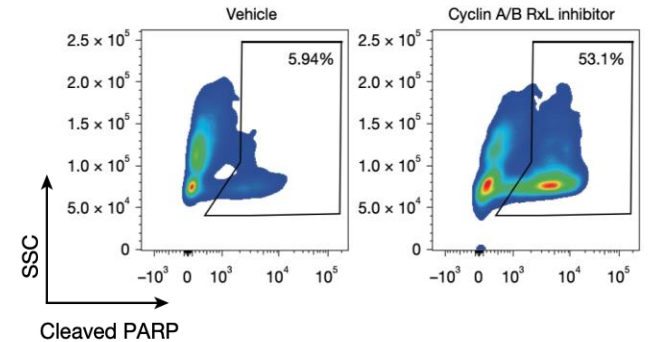 Vehicle
Cyclin A/B RxL inhibitor
2.5 × 10⁵
2.0 × 10⁵
1.5 × 10⁵
1.0 × 10⁵
5.0 × 10⁴
0
5.94%
–10³ 0 10³ 10⁴ 10⁵
2.5 × 10⁵
2.0 × 10⁵
1.5 × 10⁵
1.0 × 10⁵
5.0 × 10⁴
0
53.1%
–10³ 0 10³ 10⁴ 10⁵
SSC
Cleaved PARP